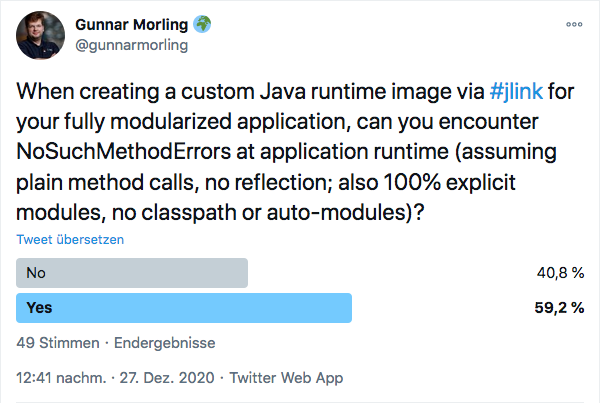 Gunnar Morling
@gunnarmorling
When creating a custom Java runtime image via #jlink for
your fully modularized application, can you encounter
NoSuchMethodErrors at application runtime (assuming
plain method calls, no reflection; also 100% explicit
modules, no classpath or auto-modules)?
Tweet übersetzen
No 40,8 %
Yes 59,2 %
49 Stimmen · Endergebnisse
12:41 nachm. · 27. Dez. 2020 · Twitter Web App